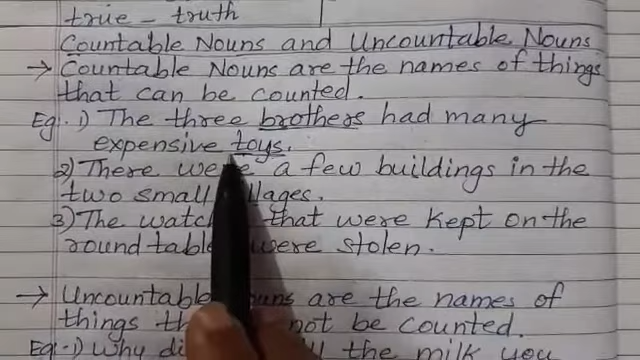 true - truth
Countable Nouns and Uncountable Nouns
→ Countable Nouns are the names of things
that can be counted.
Eg. 1) The three brothers had many
expensive toys.
2) There were a few buildings in the
two small
3) The that were kept on the
round table were stolen.
→ Uncountable are the names of
things not be counted.
Eg:-1) Why the milk you